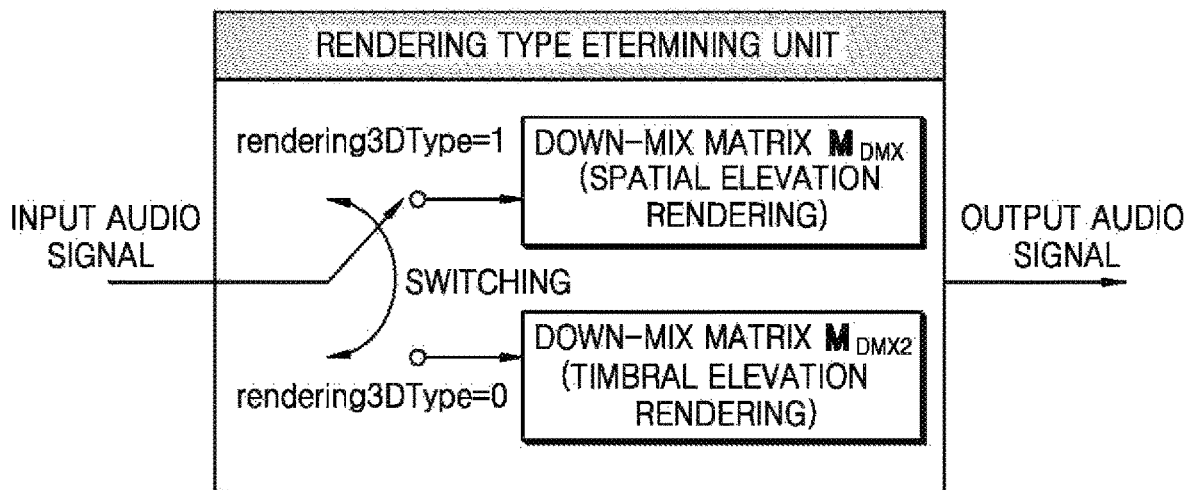 RENDERING TYPE ETERMINING UNIT
rendering3DType=1
DOWN-MIX MATRIX M DMX
(SPATIAL ELEVATION
RENDERING)
INPUT AUDIO
SIGNAL
OUTPUT AUDIO
SIGNAL
SWITCHING
DOWN-MIX MATRIX M DMX2
(TIMBRAL ELEVATION
RENDERING)
rendering3DType=0